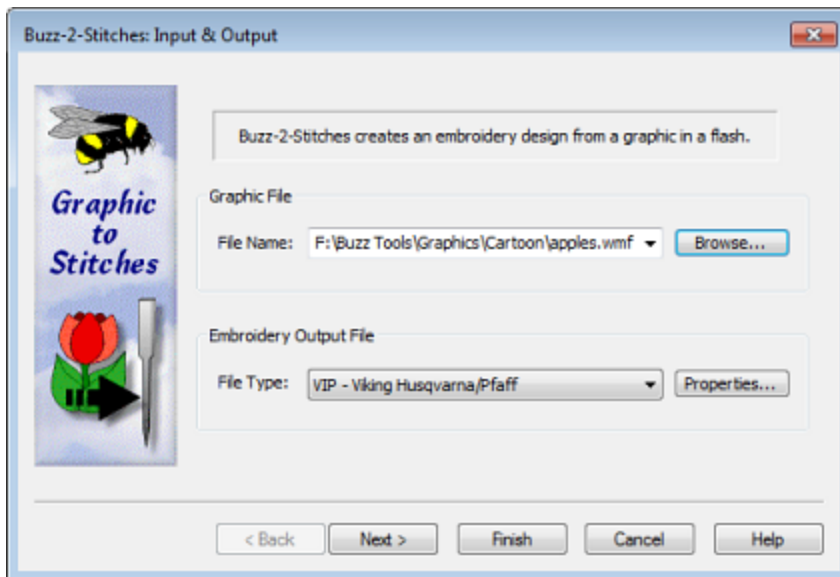 Buzz-2-Stitches: Input & Output
Graphic
to
Stitches
Buzz-2-Stitches creates an embroidery design from a graphic in a flash.
Graphic File
File Name: F:\Buzz Tools\Graphics\Cartoon\apples.wmf Browse...
Embroidery Output File
File Type: VIP - Viking Husqvarna/Pfaff Properties...
< Back Next > Finish Cancel Help